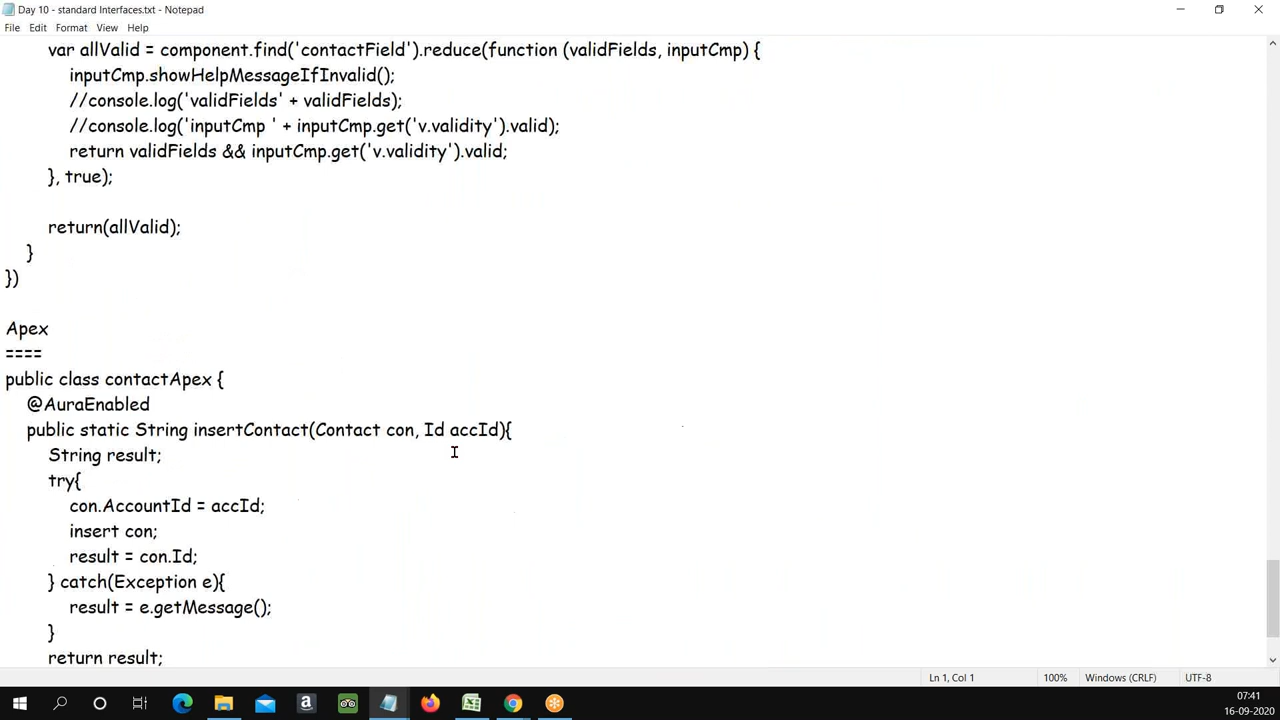 Day 10 - standard Interfaces.txt - Notepad
File Edit Format View Help
var allValid = component.find('contactField').reduce(function (validFields, inputCmp) {
inputCmp.showHelpMessageIfInvalid();
//console.log('validFields' + validFields);
//console.log('inputCmp ' + inputCmp.get('v.validity').valid);
return validFields && inputCmp.get('v.validity').valid;
}, true);
return(allValid);
}
})
Apex
====
public class contactApex {
@AuraEnabled
public static String insertContact(Contact con, Id accId){
String result;
try{
con.AccountId = accId;
insert con;
result = con.Id;
} catch(Exception e){
result = e.getMessage();
}
return result;
Ln 1, Col 1 100% Windows (CRLF) UTF-8
07:41
16-09-2020